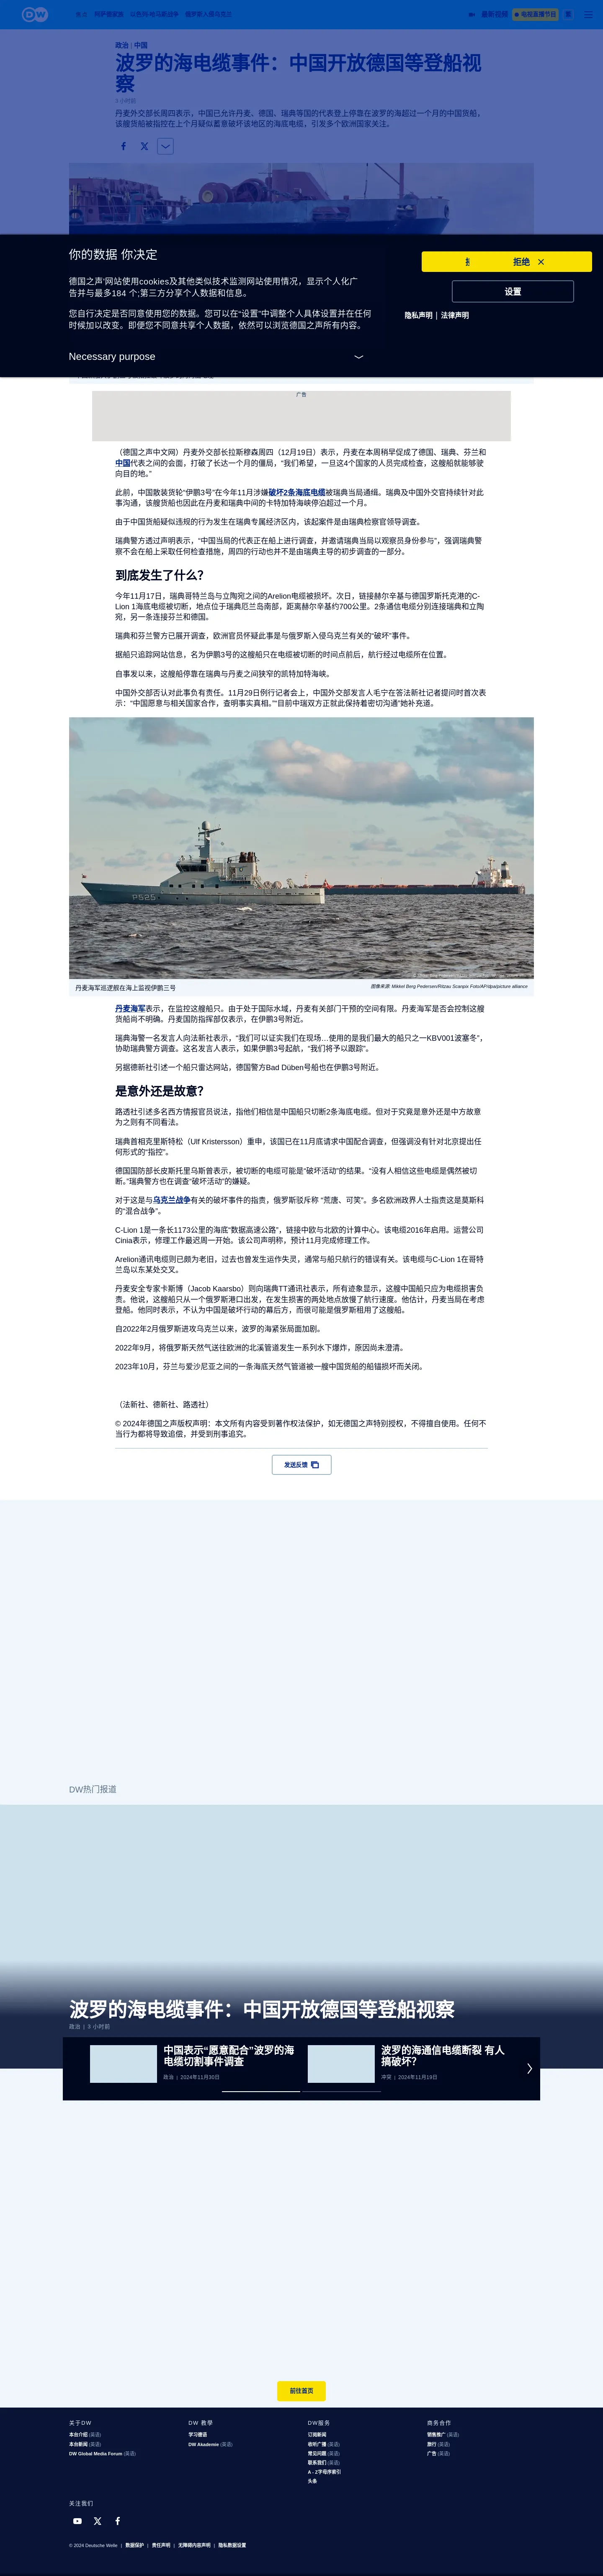 DW
最新视频
电视直播节目
政治 | 中国
波罗的海电缆事件：中国开放德国等登船视
察
3 小时前
丹麦外交部长周四表示，中国已允许丹麦、德国、瑞典等国的代表登上停靠在波罗的海超过一个月的中国货船，
该艘货船被指控在上个月疑似蓄意破坏该地区的海底电缆，引发多个欧洲国家关注。
你的数据 你决定
德国之声'网站使用cookies及其他类似技术监测网站使用情况，显示个人化广
告并与最多184 个;第三方分享个人数据和信息。
您自行决定是否同意使用您的数据。您可以在“设置”中调整个人具体设置并在任何
时候加以改变。即便您不同意共享个人数据，依然可以浏览德国之声所有内容。
Necessary purpose
拒绝
设置
隐私声明 | 法律声明
广告
（德国之声中文网）丹麦外交部长拉斯穆森周四（12月19日）表示，丹麦在本周稍早促成了德国、瑞典、芬兰和
中国代表之间的会面，打破了长达一个月的僵局，“我们希望，一旦这4个国家的人员完成检查，这艘船就能够驶
向目的地。”
此前，中国散装货轮“伊鹏3号”在今年11月涉嫌破坏2条海底电缆被瑞典当局通缉。瑞典及中国外交官持续针对此
事沟通，该艘货船也因此在丹麦和瑞典中间的卡特加特海峡停泊超过一个月。
由于中国货船疑似违规的行为发生在瑞典专属经济区内，该起案件是由瑞典检察官领导调查。
瑞典警方透过声明表示，“中国当局的代表正在船上进行调查，并邀请瑞典当局以观察员身份参与”，强调瑞典警
察不会在船上采取任何检查措施，周四的行动也并不是由瑞典主导的初步调查的一部分。
到底发生了什么？
今年11月17日，瑞典哥特兰岛与立陶宛之间的Arelion电缆被损坏。次日，链接赫尔辛基与德国罗斯托克港的C-
Lion 1海底电缆被切断，地点位于瑞典厄兰岛南部，距离赫尔辛基约700公里。2条通信电缆分别连接瑞典和立陶
宛，另一条连接芬兰和德国。
瑞典和芬兰警方已展开调查，欧洲官员怀疑此事是与俄罗斯入侵乌克兰有关的“破坏”事件。
据船只追踪网站信息，名为伊鹏3号的这艘船只在电缆被切断的时间点前后，航行经过电缆所在位置。
自事发以来，这艘船停靠在瑞典与丹麦之间狭窄的凯特加特海峡。
中国外交部否认对此事负有责任。11月29日例行记者会上，中国外交部发言人毛宁在答法新社记者提问时首次表
示：“中国愿意与相关国家合作，查明事实真相。”“目前中瑞双方正就此保持着密切沟通”她补充道。
P525
丹麦海军巡逻舰在海上监视伊鹏三号
图像来源: Mikkel Berg Pedersen/Ritzau Scanpix Foto/AP/dpa/picture alliance
丹麦海军表示，在监控这艘船只。由于处于国际水域，丹麦有关部门干预的空间有限。丹麦海军是否会控制这艘
货船尚不明确。丹麦国防指挥部仅表示，在伊鹏3号附近。
瑞典海警一名发言人向法新社表示，“我们可以证实我们在现场…使用的是我们最大的船只之一KBV001波塞冬”，
协助瑞典警方调查。这名发言人表示，如果伊鹏3号起航，“我们将予以跟踪”。
另据德新社引述一个船只雷达网站，德国警方Bad Düben号船也在伊鹏3号附近。
是意外还是故意？
路透社引述多名西方情报官员说法，指他们相信是中国船只切断2条海底电缆。但对于究竟是意外还是中方故意
为之则有不同看法。
瑞典首相克里斯特松（Ulf Kristersson）重申，该国已在11月底请求中国配合调查，但强调没有针对北京提出任
何形式的“指控”。
德国国防部长皮斯托里乌斯曾表示，被切断的电缆可能是“破坏活动”的结果。“没有人相信这些电缆是偶然被切
断。”瑞典警方也在调查“破坏活动”的嫌疑。
对于这是与乌克兰战争有关的破坏事件的指责，俄罗斯驳斥称 “荒唐、可笑”。多名欧洲政界人士指责这是莫斯科
的“混合战争”。
C-Lion 1是一条长1173公里的海底“数据高速公路”，链接中欧与北欧的计算中心。该电缆2016年启用。运营公司
Cinia表示，修理工作最迟周一开始。该公司声明称，预计11月完成修理工作。
Arelion通讯电缆则已颇为老旧，过去也曾发生运作失灵，通常与船只航行的错误有关。该电缆与C-Lion 1在哥特
兰岛以东某处交叉。
丹麦安全专家卡斯博（Jacob Kaarsbo）则向瑞典TT通讯社表示，所有迹象显示，这艘中国船只应为电缆损害负
责。他说，这艘船只从一个俄罗斯港口出发，在发生损害的两处地点放慢了航行速度。他估计，丹麦当局在考虑
登船。他同时表示，不认为中国是破坏行动的幕后方，而很可能是俄罗斯租用了这艘船。
自2022年2月俄罗斯进攻乌克兰以来，波罗的海紧张局面加剧。
2022年9月，将俄罗斯天然气送往欧洲的北溪管道发生一系列水下爆炸，原因尚未澄清。
2023年10月，芬兰与爱沙尼亚之间的一条海底天然气管道被一艘中国货船的船锚损坏而关闭。
（法新社、德新社、路透社）
© 2024年德国之声版权声明：本文所有内容受到著作权法保护，如无德国之声特别授权，不得擅自使用。任何不
当行为都将导致追偿，并受到刑事追究。
发送反馈
DW热门报道
波罗的海电缆事件：中国开放德国等登船视察
政治 | 3 小时前
中国表示“愿意配合”波罗的海
电缆切割事件调查
政治 | 2024年11月30日
波罗的海通信电缆断裂 有人
搞破坏？
冲突 | 2024年11月19日
前往首页
关于DW
本台介绍 (英语)
本台新闻 (英语)
DW Global Media Forum (英语)
DW 教學
学习德语
DW Akademie (英语)
DW服务
订阅新闻
收听广播 (英语)
常见问题 (英语)
联系我们 (英语)
A - Z字母序索引
头条
商务合作
销售推广 (英语)
旅行 (英语)
广告 (英语)
关注我们
© 2024 Deutsche Welle | 数据保护 | 责任声明 | 无障碍内容声明 | 隐私数据设置